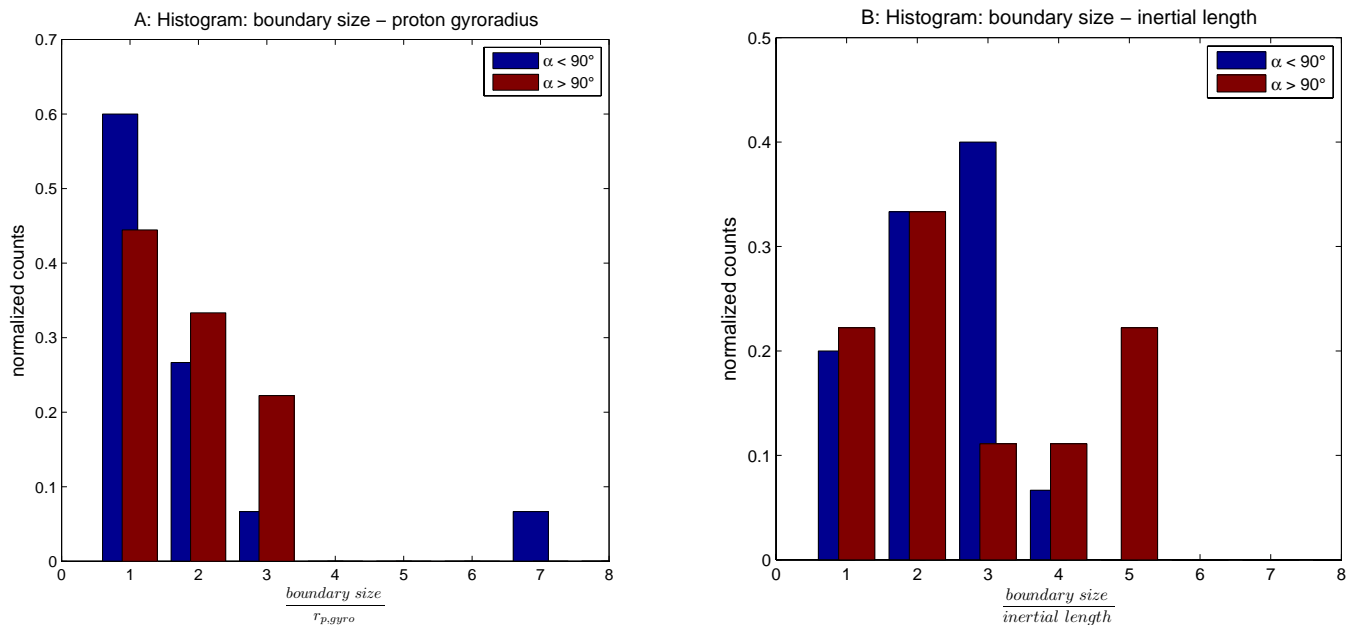 A: Histogram: boundary size − proton gyroradius
0.7
0.6
0.5
0.4
0.3
0.2
0.1
0
normalized counts
α < 90°
α > 90°
0 1 2 3 4 5 6 7 8
boundary size
r_{p,gyro}
B: Histogram: boundary size − inertial length
0.5
0.4
0.3
0.2
0.1
0
normalized counts
α < 90°
α > 90°
0 1 2 3 4 5 6 7 8
boundary size
inertial length